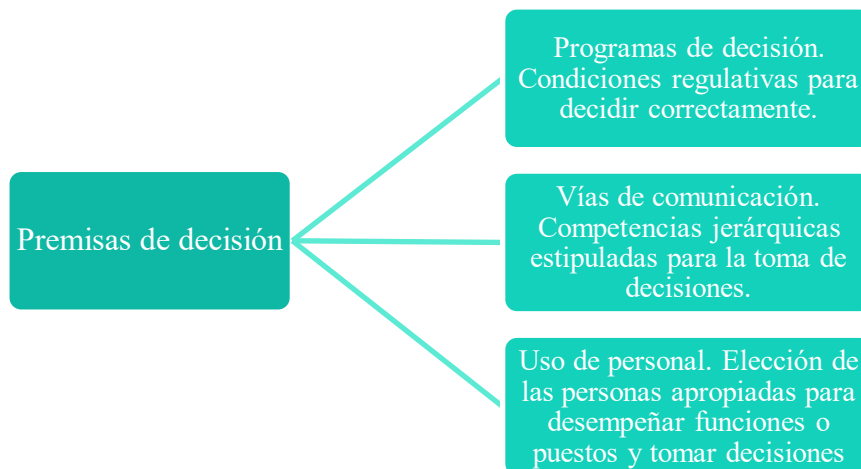 Premisas de decisión
Programas de decisión.
Condiciones regulativas para
decidir correctamente.
Vías de comunicación.
Competencias jerárquicas
estipuladas para la toma de
decisiones.
Uso de personal. Elección de
las personas apropiadas para
desempeñar funciones o
puestos y tomar decisiones